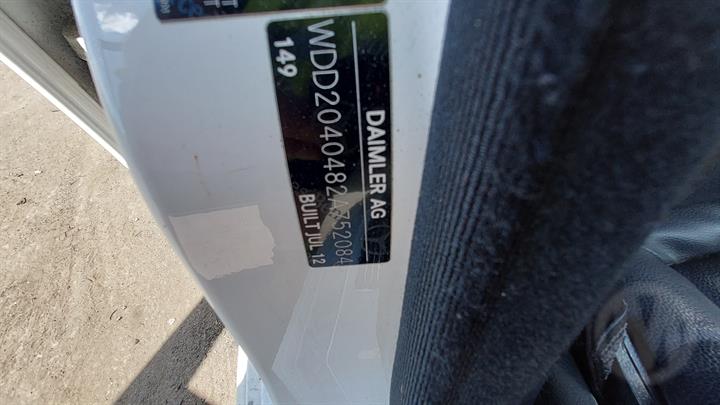 DAIMLER AG
WDD2040482A752084
149 BUILT JUL 12